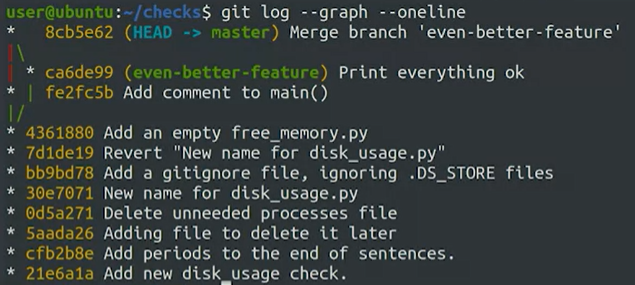 user@ubuntu:~/checks$ git log --graph --oneline
*   8cb5e62 (HEAD -> master) Merge branch 'even-better-feature'
|\
| * ca6de99 (even-better-feature) Print everything ok
* | fe2fc5b Add comment to main()
|/
* 4361880 Add an empty free_memory.py
* 7d1de19 Revert "New name for disk_usage.py"
* bb9bd78 Add a gitignore file, ignoring .DS_STORE files
* 30e7071 New name for disk_usage.py
* 0d5a271 Delete unneeded processes file
* 5aada26 Adding file to delete it later
* cfb2b8e Add periods to the end of sentences.
* 21e6a1a Add new disk_usage check.